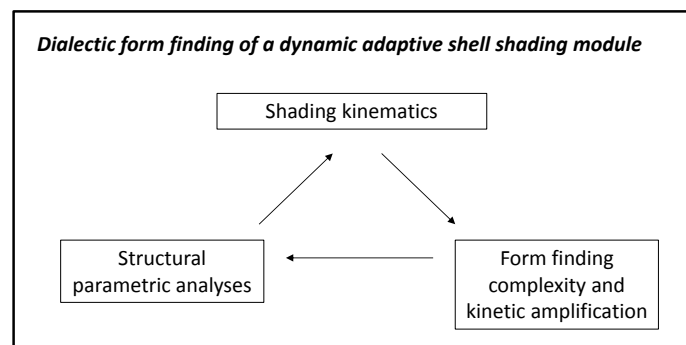 Dialectic form finding of a dynamic adaptive shell shading module
Shading kinematics
Structural
parametric analyses
Form finding
complexity and
kinetic amplification